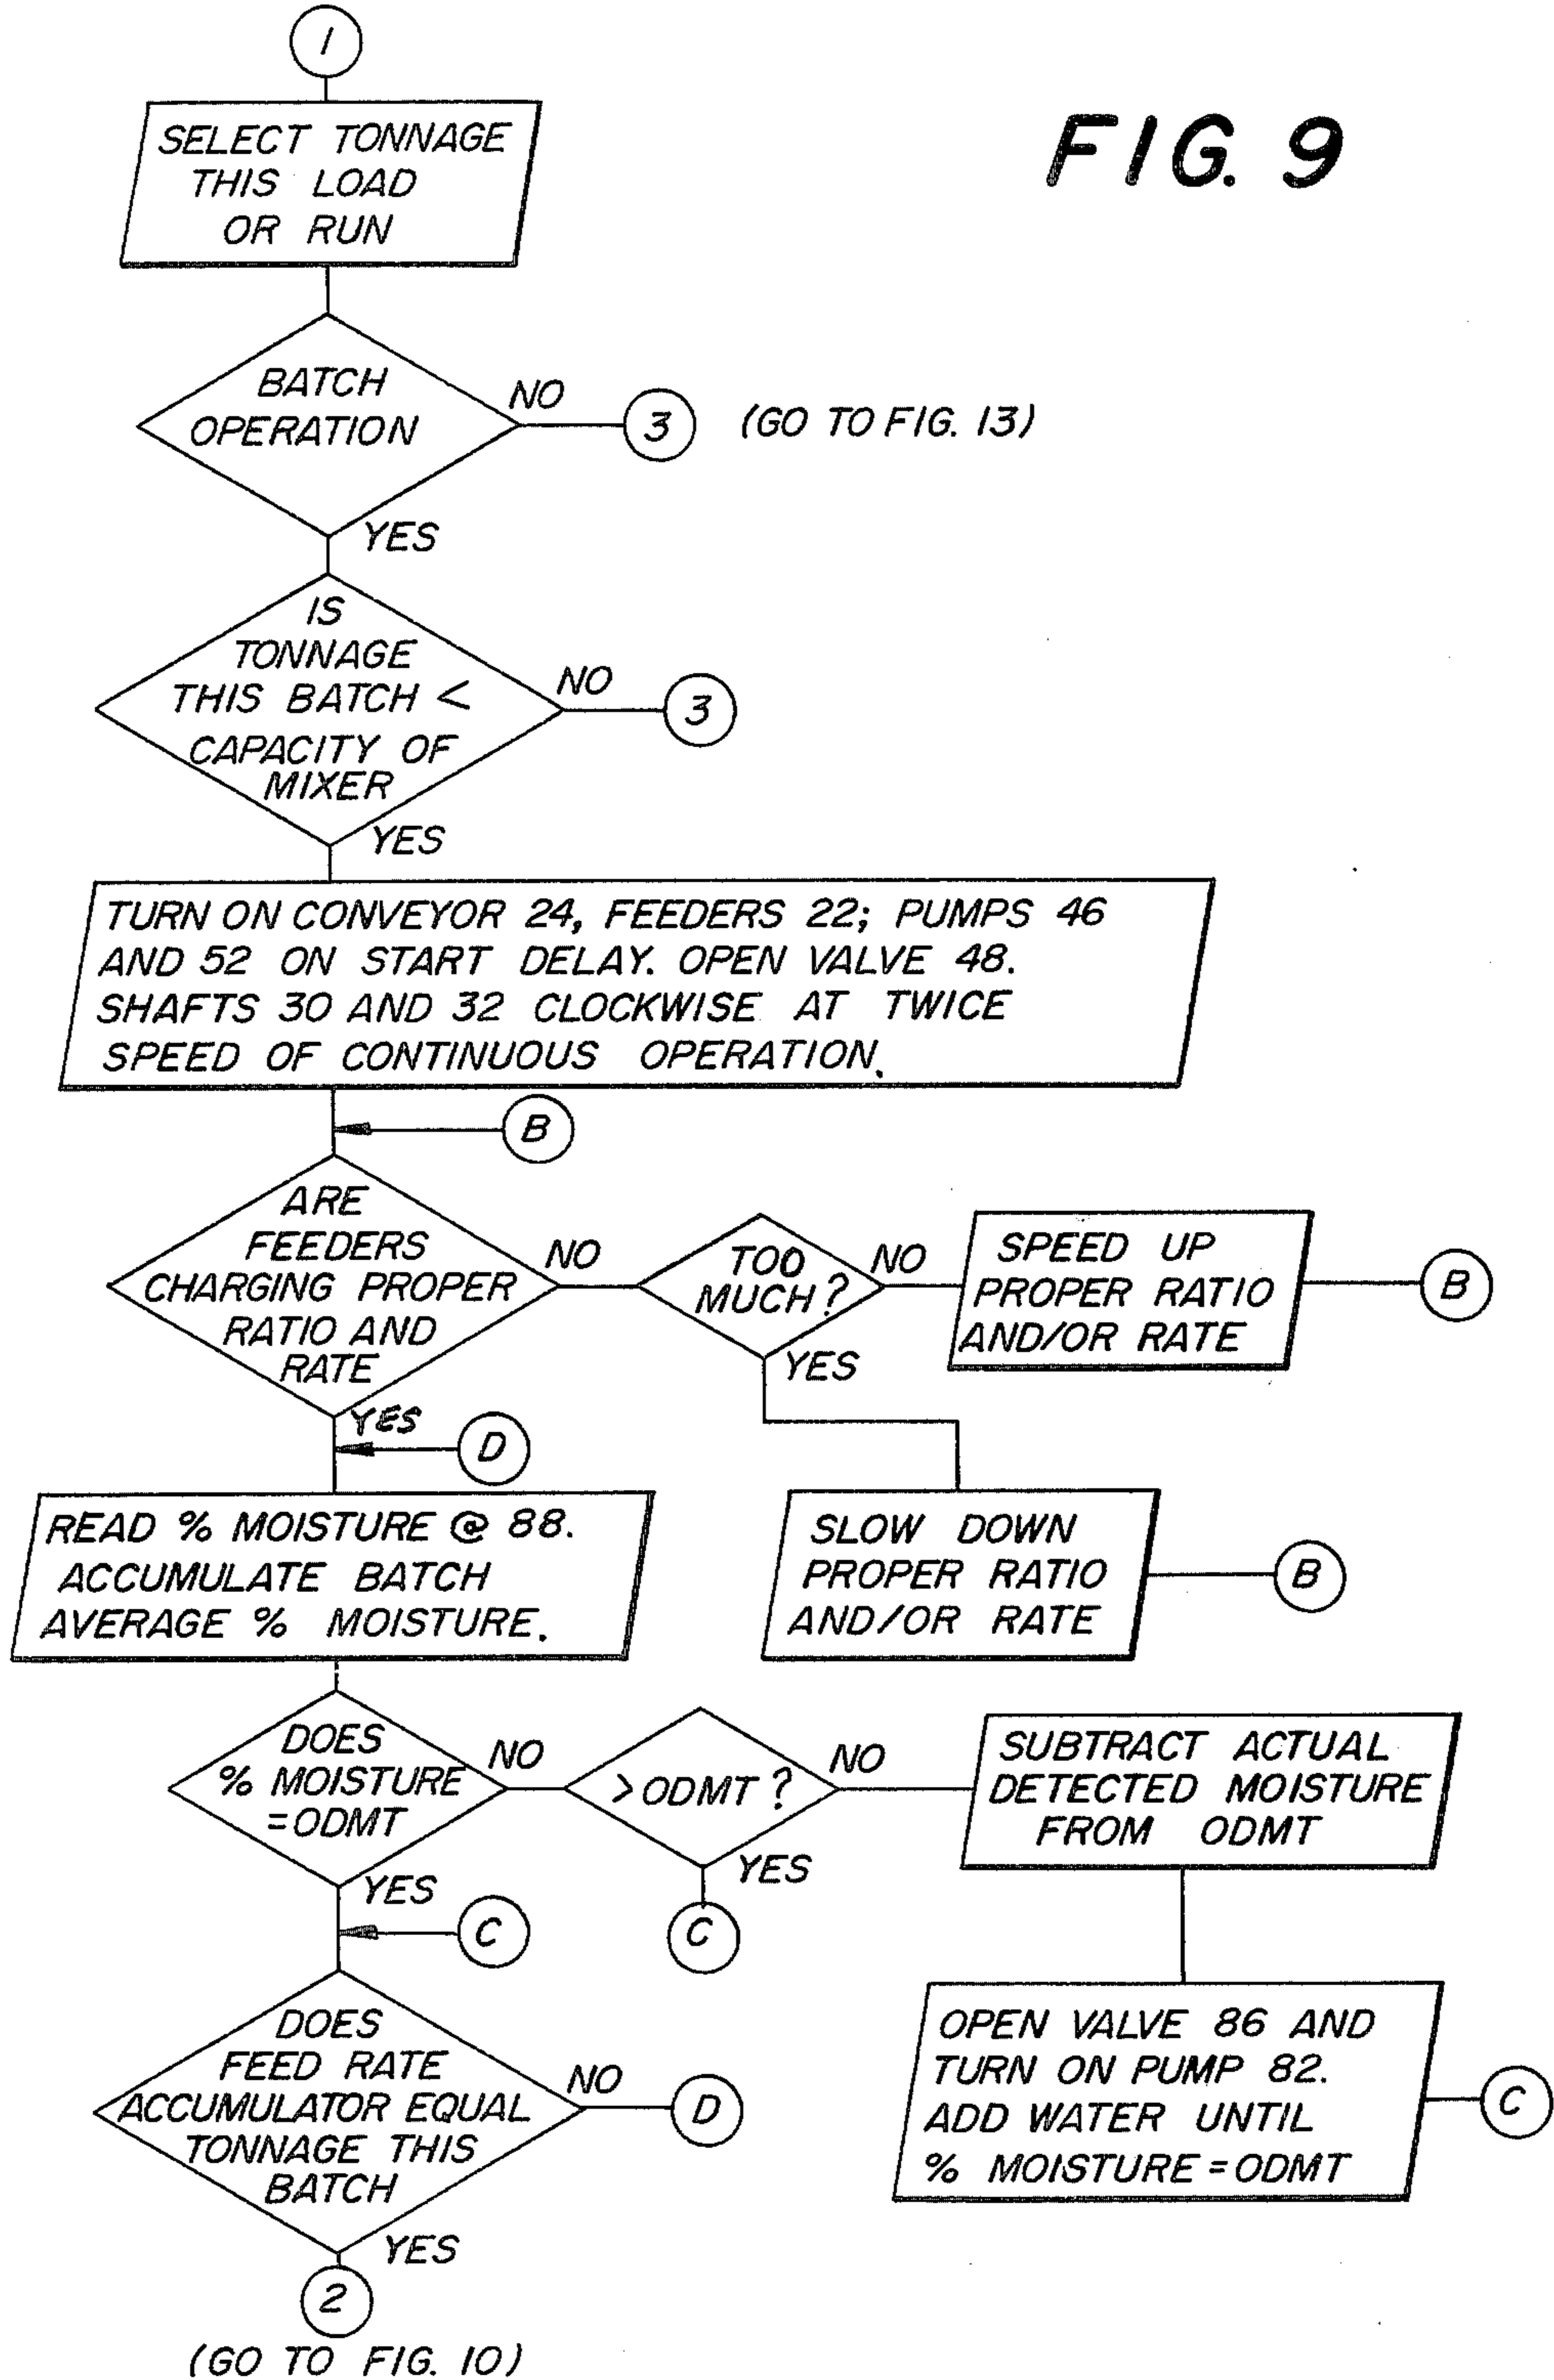 1
FIG. 9
SELECT TONNAGE
THIS LOAD
OR RUN
BATCH
OPERATION
NO
3
(GO TO FIG. 13)
YES
IS
TONNAGE
THIS BATCH <
CAPACITY OF
MIXER
NO
3
YES
TURN ON CONVEYOR 24, FEEDERS 22; PUMPS 46
AND 52 ON START DELAY. OPEN VALVE 48.
SHAFTS 30 AND 32 CLOCKWISE AT TWICE
SPEED OF CONTINUOUS OPERATION.
B
ARE
FEEDERS
CHARGING PROPER
RATIO AND
RATE
NO
TOO
MUCH?
NO
SPEED UP
PROPER RATIO
AND/OR RATE
B
YES
SLOW DOWN
PROPER RATIO
AND/OR RATE
B
YES
D
READ % MOISTURE @ 88.
ACCUMULATE BATCH
AVERAGE % MOISTURE.
DOES
% MOISTURE
=ODMT
NO
>ODMT?
NO
SUBTRACT ACTUAL
DETECTED MOISTURE
FROM ODMT
YES
C
YES
C
OPEN VALVE 86 AND
TURN ON PUMP 82.
ADD WATER UNTIL
% MOISTURE=ODMT
C
DOES
FEED RATE
ACCUMULATOR EQUAL
TONNAGE THIS
BATCH
NO
D
YES
2
(GO TO FIG. 10)